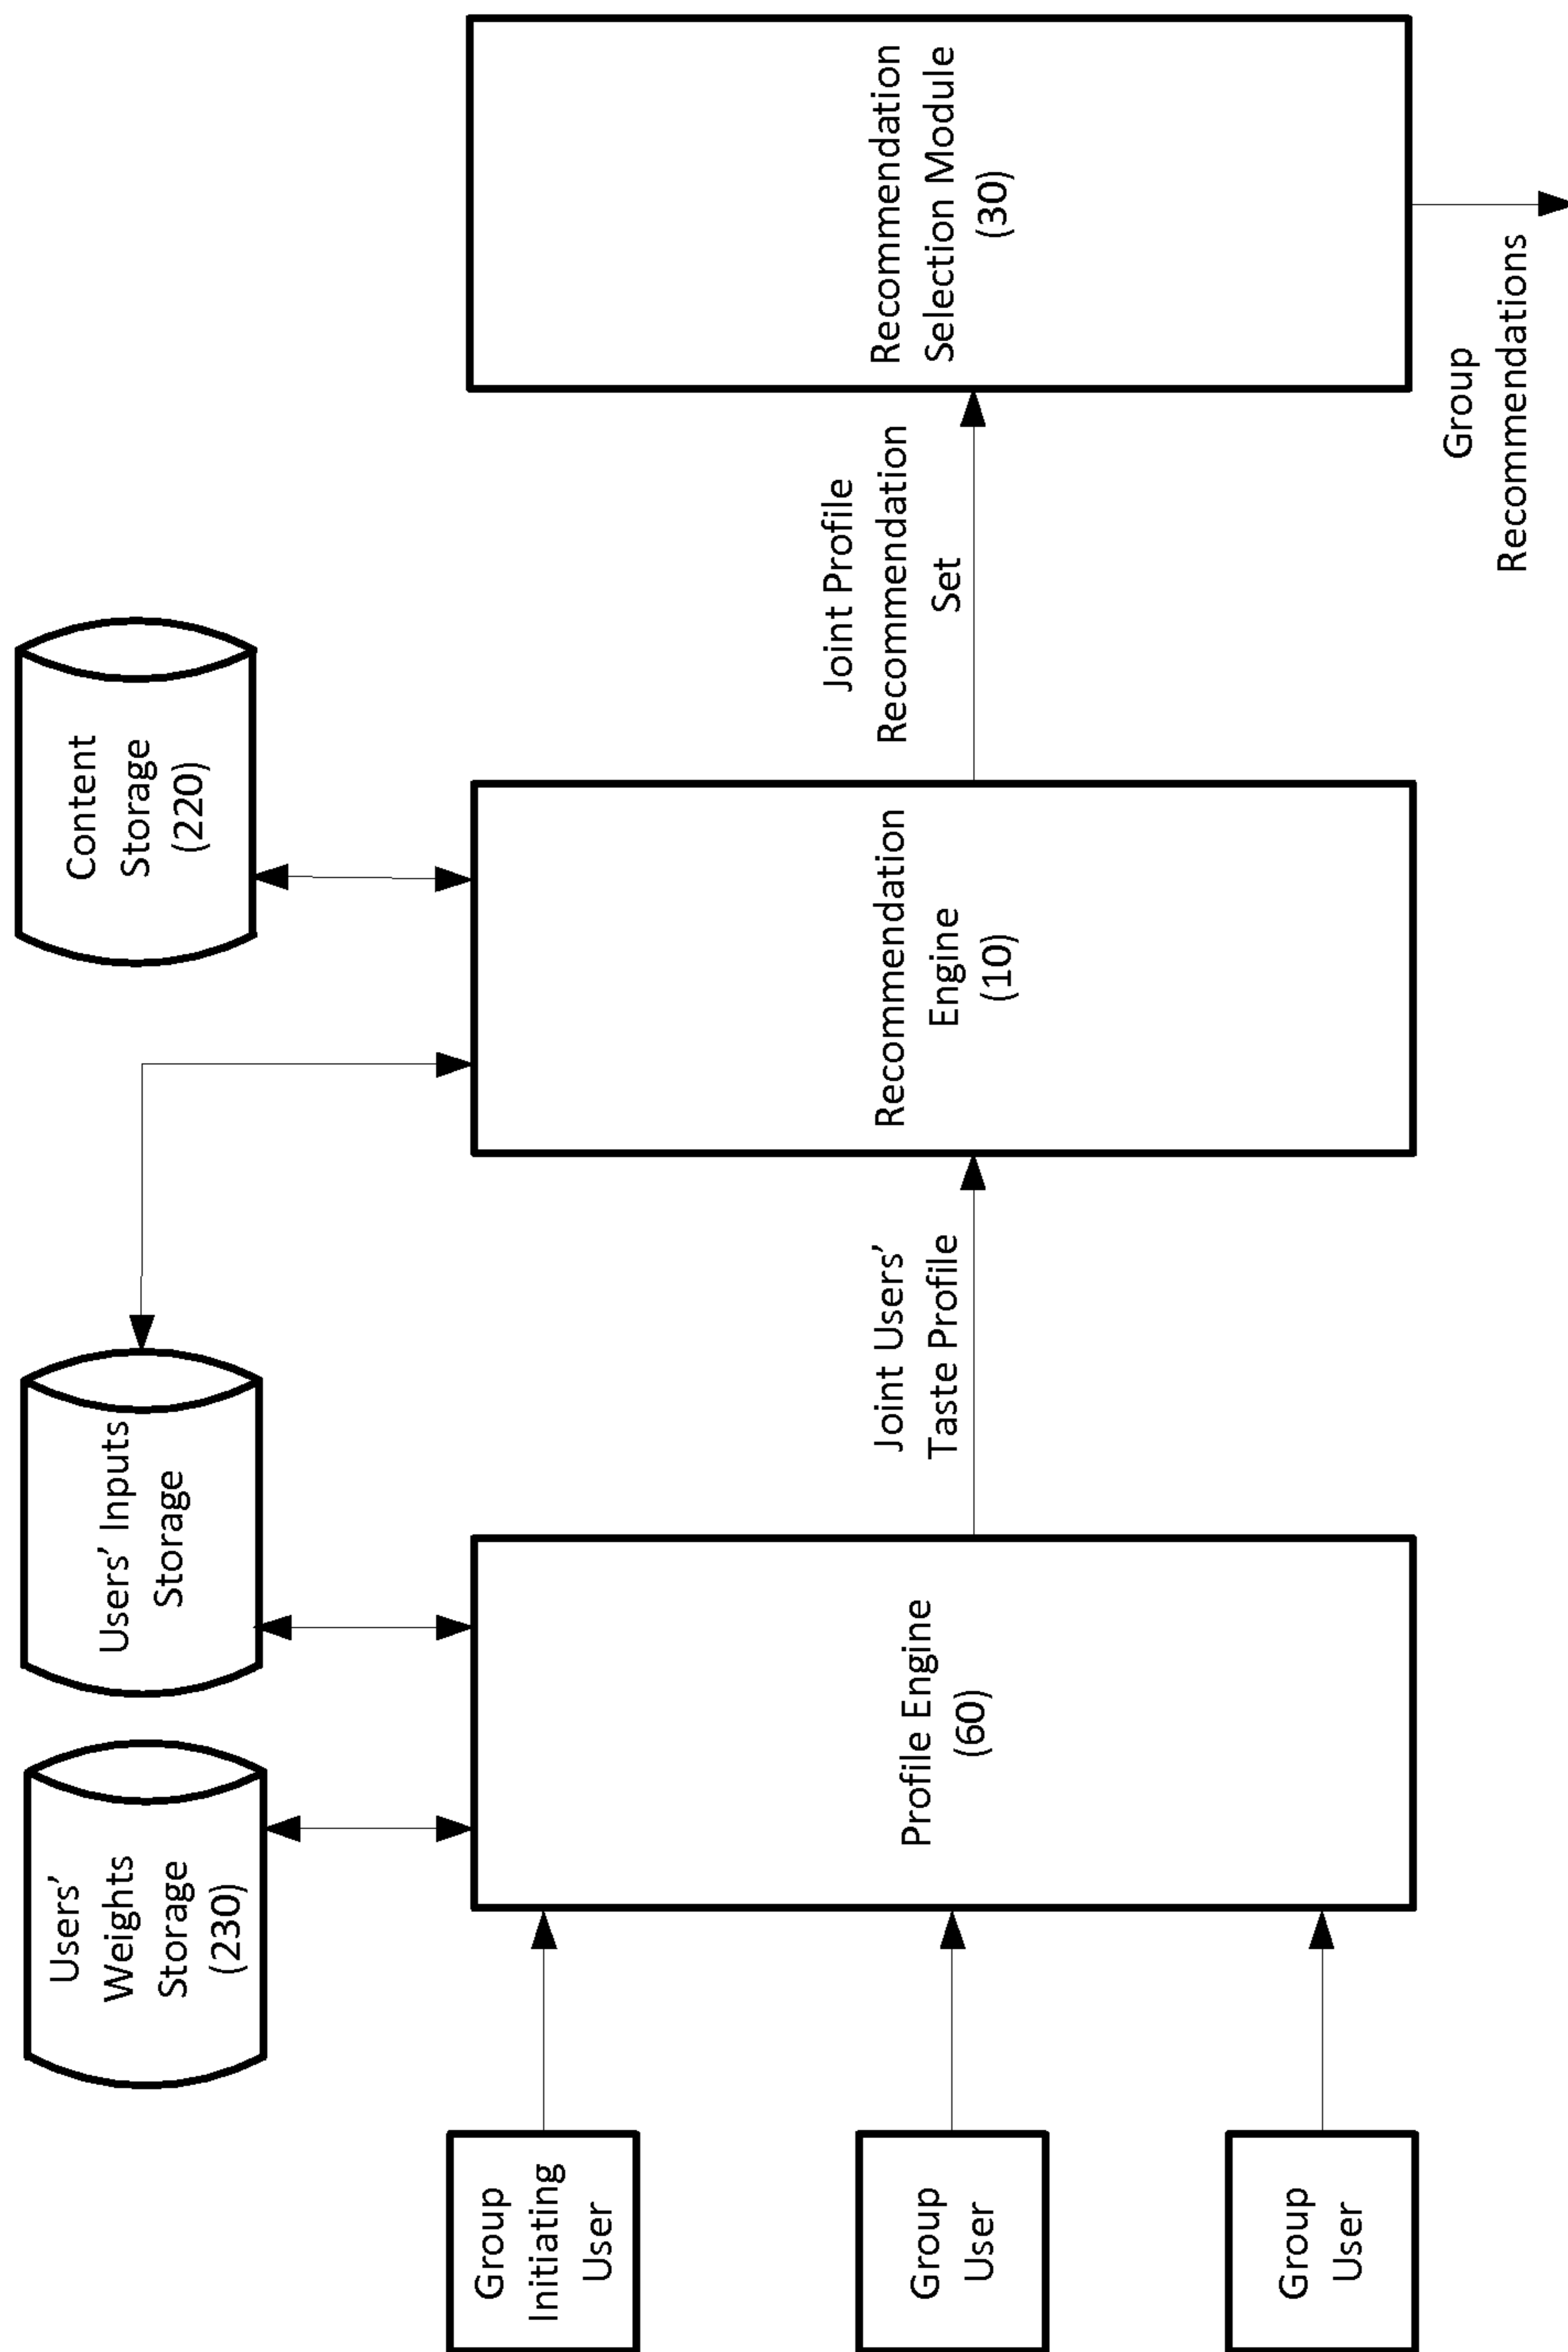 Users'
Weights
Storage
(230)
Users' Inputs
Storage
Content
Storage
(220)
Group
Initiating
User
Group
User
Group
User
Profile Engine
(60)
Joint Users'
Taste Profile
Recommendation
Engine
(10)
Joint Profile
Recommendation
Set
Recommendation
Selection Module
(30)
Group
Recommendations